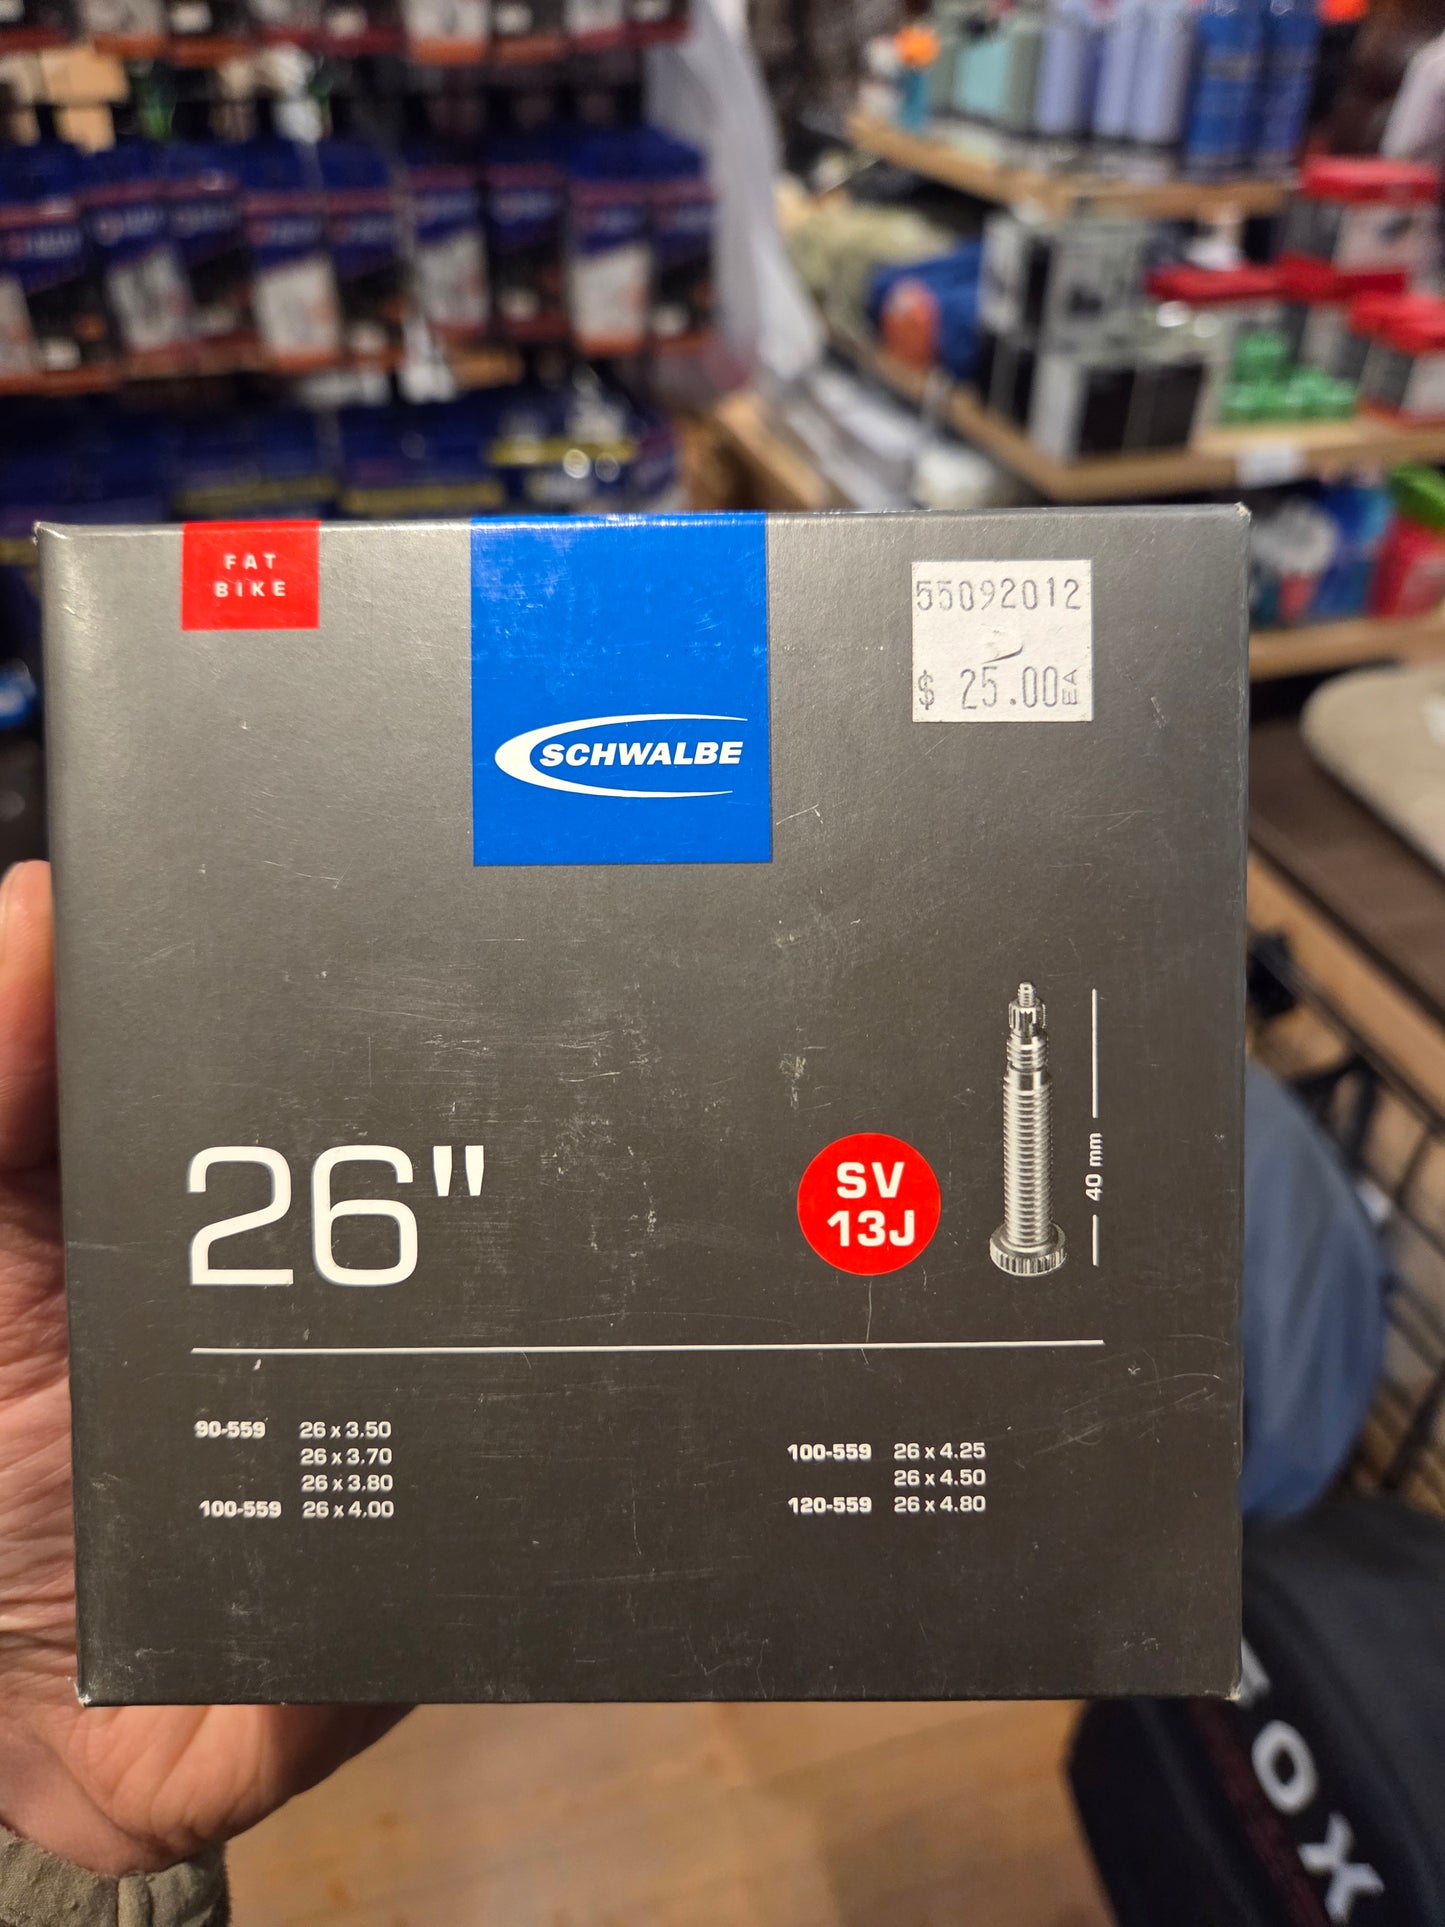 FAT
BIKE
SCHWALBE
55092012
$ 25.00 EA
26"
SV
13J
40 mm
90-559 26 x 3.50
26 x 3.70
26 x 3.80
100-559 26 x 4.00
100-559 26 x 4.25
26 x 4.50
120-559 26 x 4.80
FOX